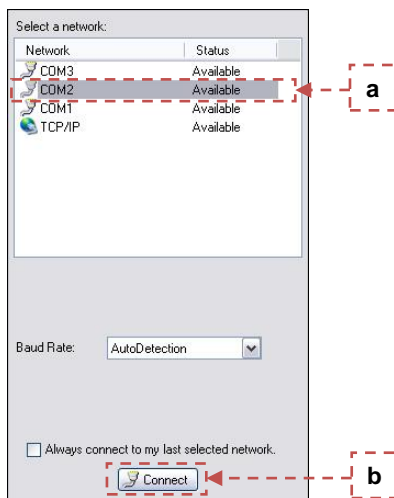 Select a network:
Network Status
COM3 Available
COM2 Available
a
COM1 Available
TCP/IP Available
Baud Rate: AutoDetection
Always connect to my last selected network.
Connect
b